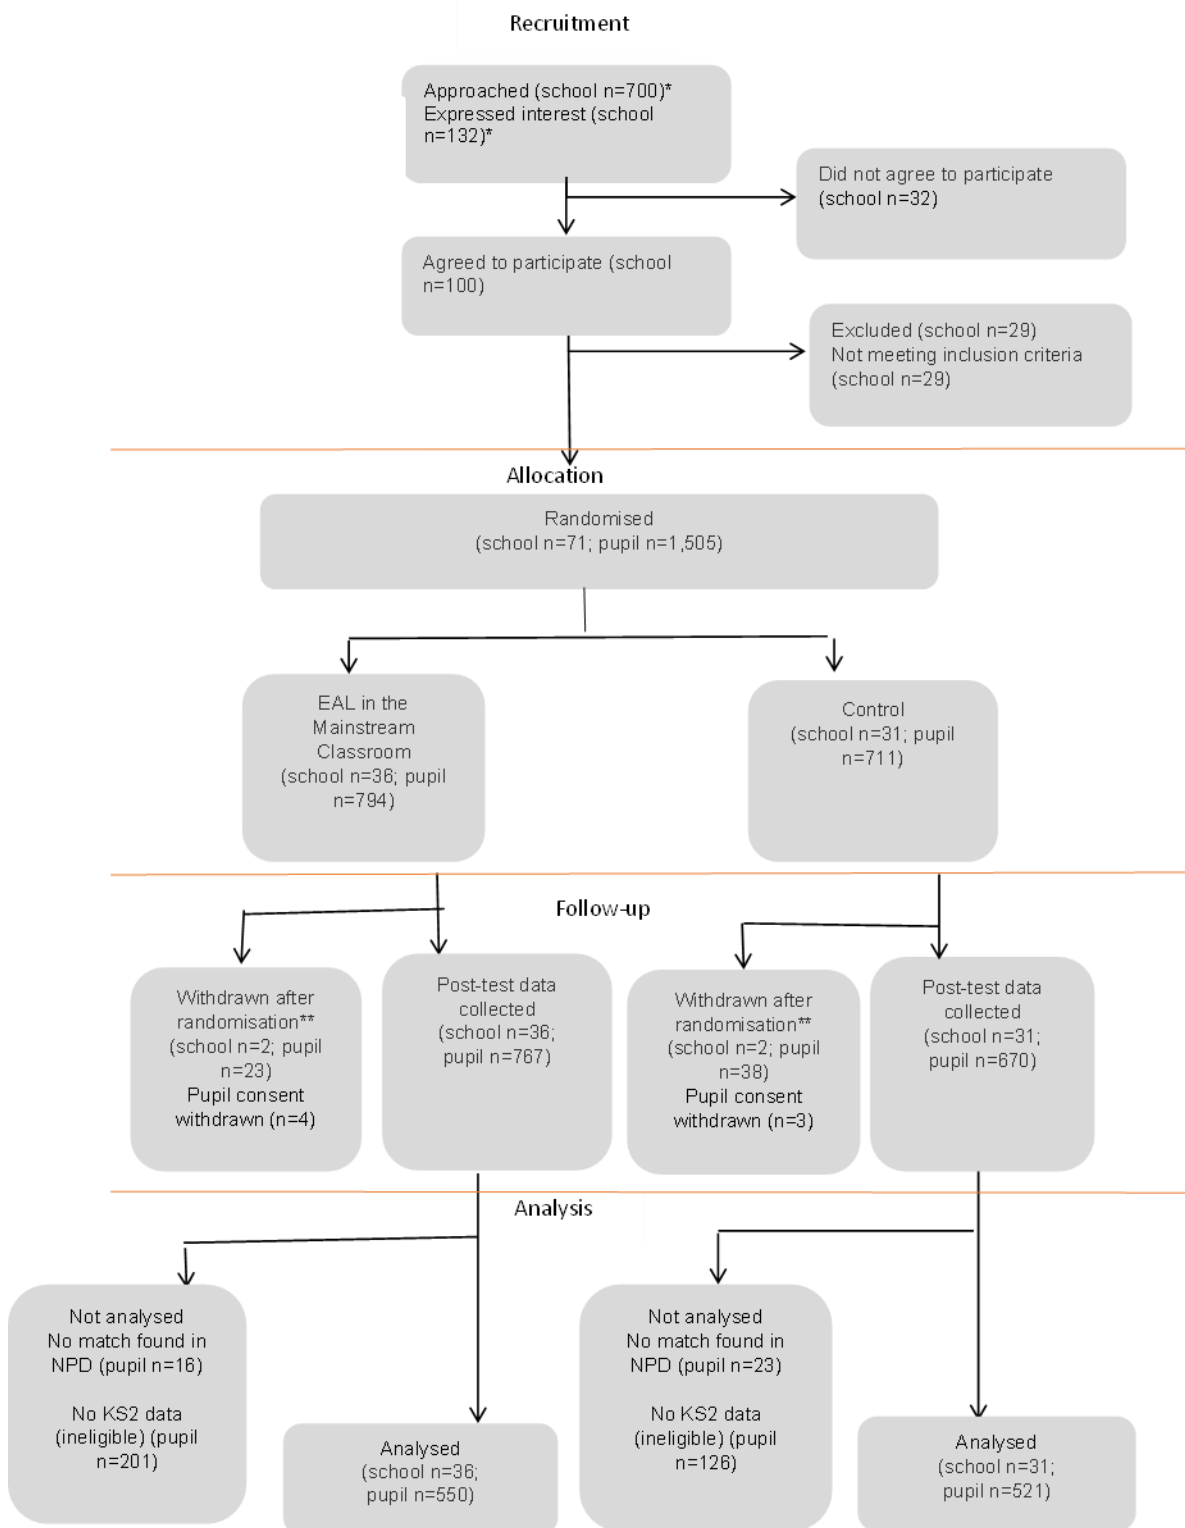 Recruitment
Approached (school n=700)*
Expressed interest (school
n=132)*
Did not agree to participate
(school n=32)
Agreed to participate (school
n=100)
Excluded (school n=29)
Not meeting inclusion criteria
(school n=29)
Allocation
Randomised
(school n=71; pupil n=1,505)
EAL in the
Mainstream
Classroom
(school n=36; pupil
n=794)
Control
(school n=31; pupil
n=711)
Follow-up
Withdrawn after
randomisation**
(school n=2; pupil
n=23)
Pupil consent
withdrawn (n=4)
Post-test data
collected
(school n=36;
pupil n=767)
Withdrawn after
randomisation**
(school n=2; pupil
n=38)
Pupil consent
withdrawn (n=3)
Post-test data
collected
(school n=31;
pupil n=670)
Analysis
Not analysed
No match found in
NPD (pupil n=16)
No KS2 data
(ineligible) (pupil
n=201)
Analysed
(school n=36;
pupil n=550)
Not analysed
No match found in
NPD (pupil n=23)
No KS2 data
(ineligible) (pupil
n=126)
Analysed
(school n=31;
pupil n=521)